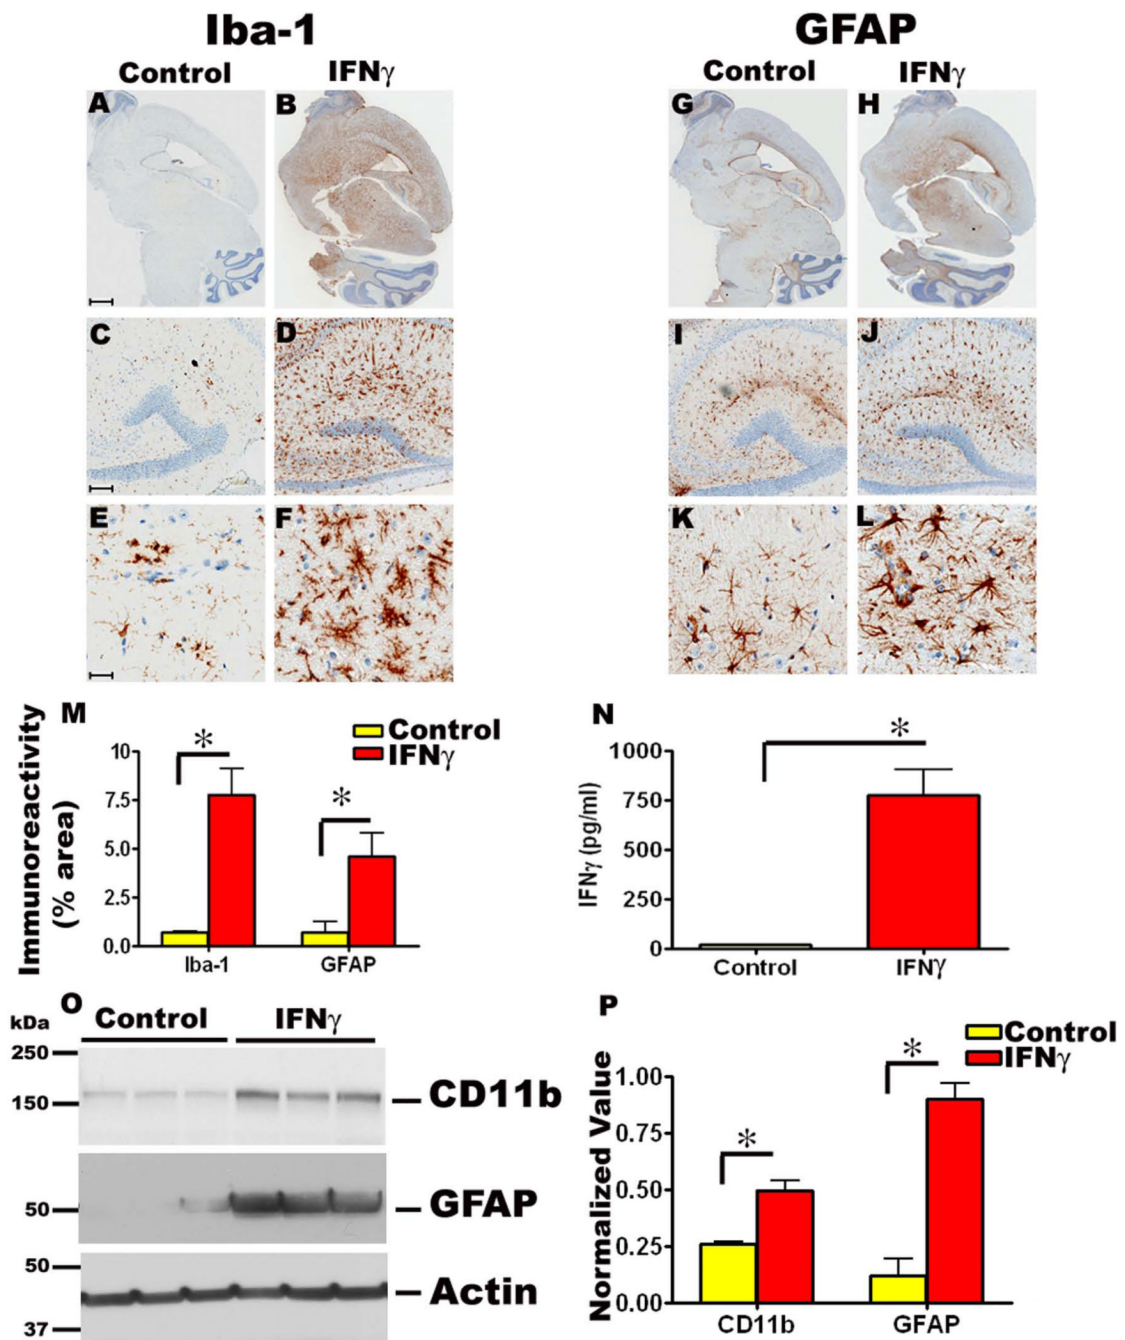 Iba-1 GFAP
Control IFNγ Control IFNγ
A B G H
C D I J
E F K L
M
Immunoreactivity
(% area)
10
7.5
5.0
2.5
0.0
* *
Control
IFNγ
Iba-1 GFAP
N
IFNγ (pg/ml)
1000
750
500
250
0
*
Control IFNγ
O
kDa Control IFNγ
250
150 CD11b
50 GFAP
50
Actin
37
P
Control
IFNγ
Normalized Value
1.00
0.75
0.50
0.25
0.00
* *
CD11b GFAP